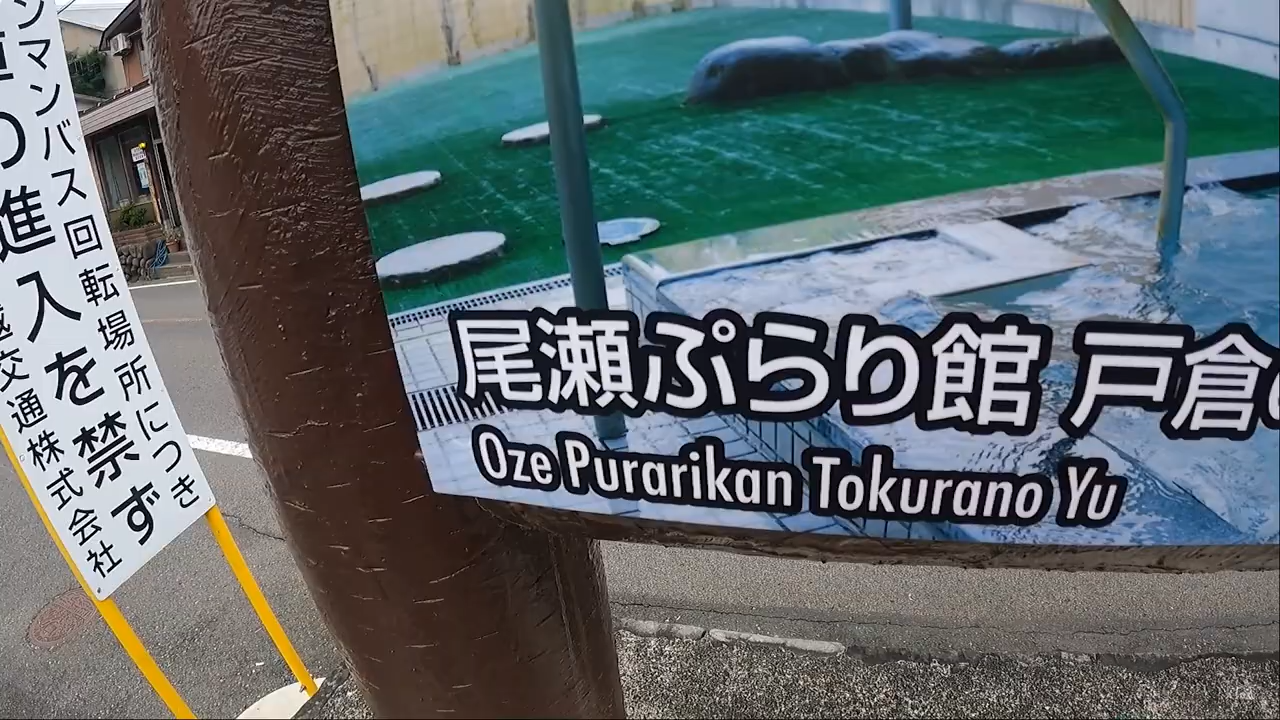 ンマンバス回転場所につき
の進入を禁ず
交通株式会社
尾瀬ぷらり館 戸倉
Oze Purarikan Tokurano Yu